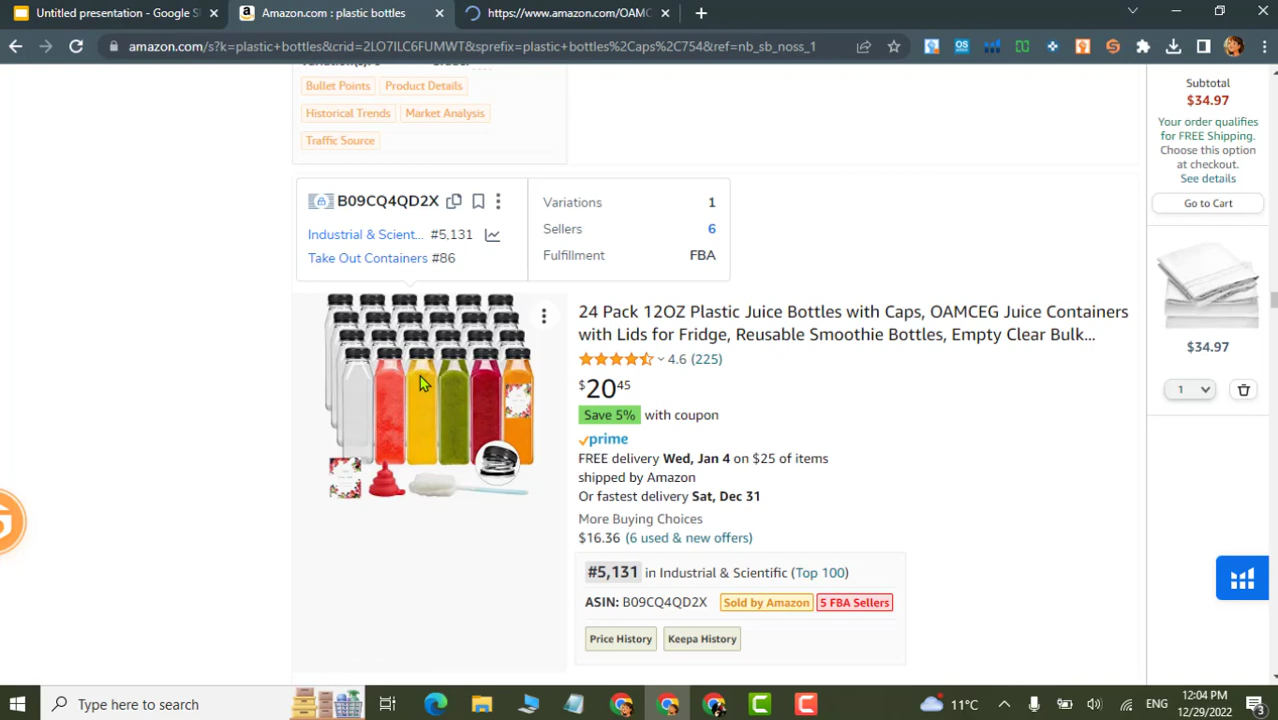 Untitled presentation - Google S
Amazon.com : plastic bottles
https://www.amazon.com/OAMC
amazon.com/s?k=plastic+bottles&crid=2LO7ILC6FUMWT&sprefix=plastic+bottles%2Caps%2C754&ref=nb_sb_noss_1
Bullet Points
Product Details
Historical Trends
Market Analysis
Traffic Source
Subtotal
$34.97
Your order qualifies
for FREE Shipping.
Choose this option
at checkout.
See details
Go to Cart
$34.97
1
B09CQ4QD2X
Industrial & Scient... #5,131
Take Out Containers #86
Variations 1
Sellers 6
Fulfillment FBA
24 Pack 12OZ Plastic Juice Bottles with Caps, OAMCEG Juice Containers
with Lids for Fridge, Reusable Smoothie Bottles, Empty Clear Bulk...
4.6 (225)
$20.45
Save 5% with coupon
prime
FREE delivery Wed, Jan 4 on $25 of items
shipped by Amazon
Or fastest delivery Sat, Dec 31
More Buying Choices
$16.36 (6 used & new offers)
#5,131 in Industrial & Scientific (Top 100)
ASIN: B09CQ4QD2X Sold by Amazon 5 FBA Sellers
Price History
Keepa History
Type here to search
11°C
ENG
12:04 PM
12/29/2022
3